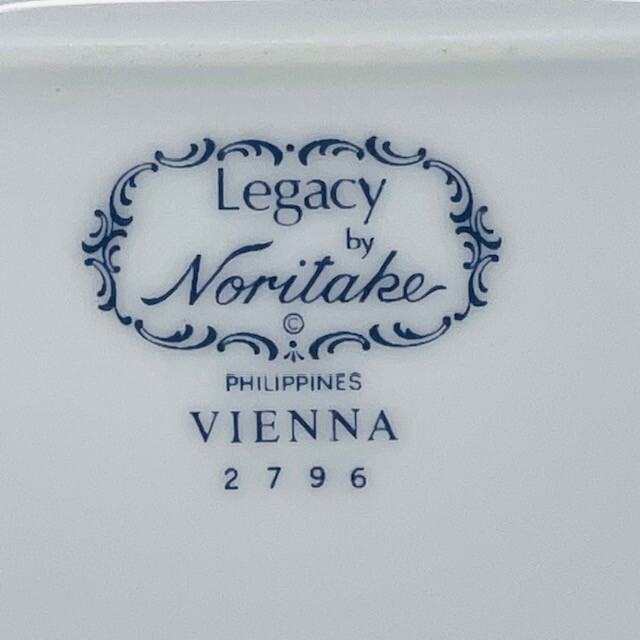 Legacy
by
Noritake
©
PHILIPPINES
VIENNA
2796